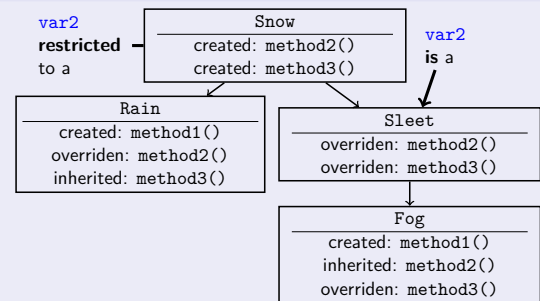 var2
restricted
to a
Snow
created: method2()
created: method3()
var2
is a
Rain
created: method1()
overriden: method2()
inherited: method3()
Sleet
overriden: method2()
overriden: method3()
Fog
created: method1()
inherited: method2()
overriden: method3()